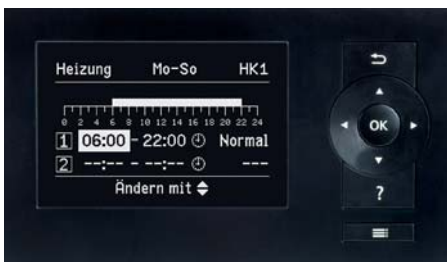 Heizung Mo-So HK1
0 2 4 6 8 10 12 14 16 18 20 22 24
1 06:00 - 22:00 Normal
2 --:-- - --:-- ---
Ändern mit
OK
?